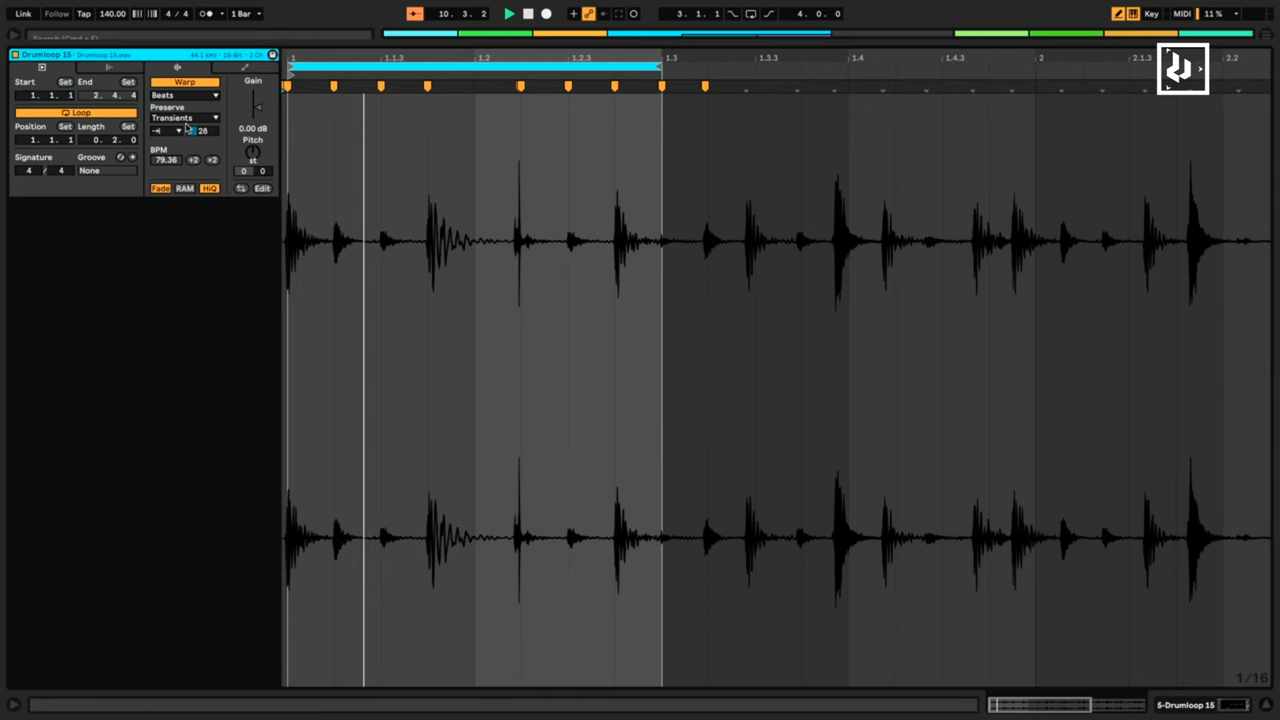 Link Follow Tap 140.00 4 / 4 1 Bar 10. 3. 2 3. 1. 1 4. 0. 0 Key MIDI 11 %
Search (Cmd + F)
Drumloop 15 Drumloop 15.wav 44.1 kHz - 16-Bit - 2 Ch
1 1.1.3 1.2 1.2.3 1.3 1.3.3 1.4 1.4.3 2 2.1.3 2.2
Start Set End Set
1. 1. 1 2. 4. 4
Loop
Position Set Length Set
1. 1. 1 0. 2. 0
Signature Groove
4 / 4 None
Warp
Beats
Preserve
Transients
28
BPM
79.36 ÷2 ×2
Fade RAM HiQ
Gain
0.00 dB
Pitch
st
0 0
Edit
1/16
5-Drumloop 15